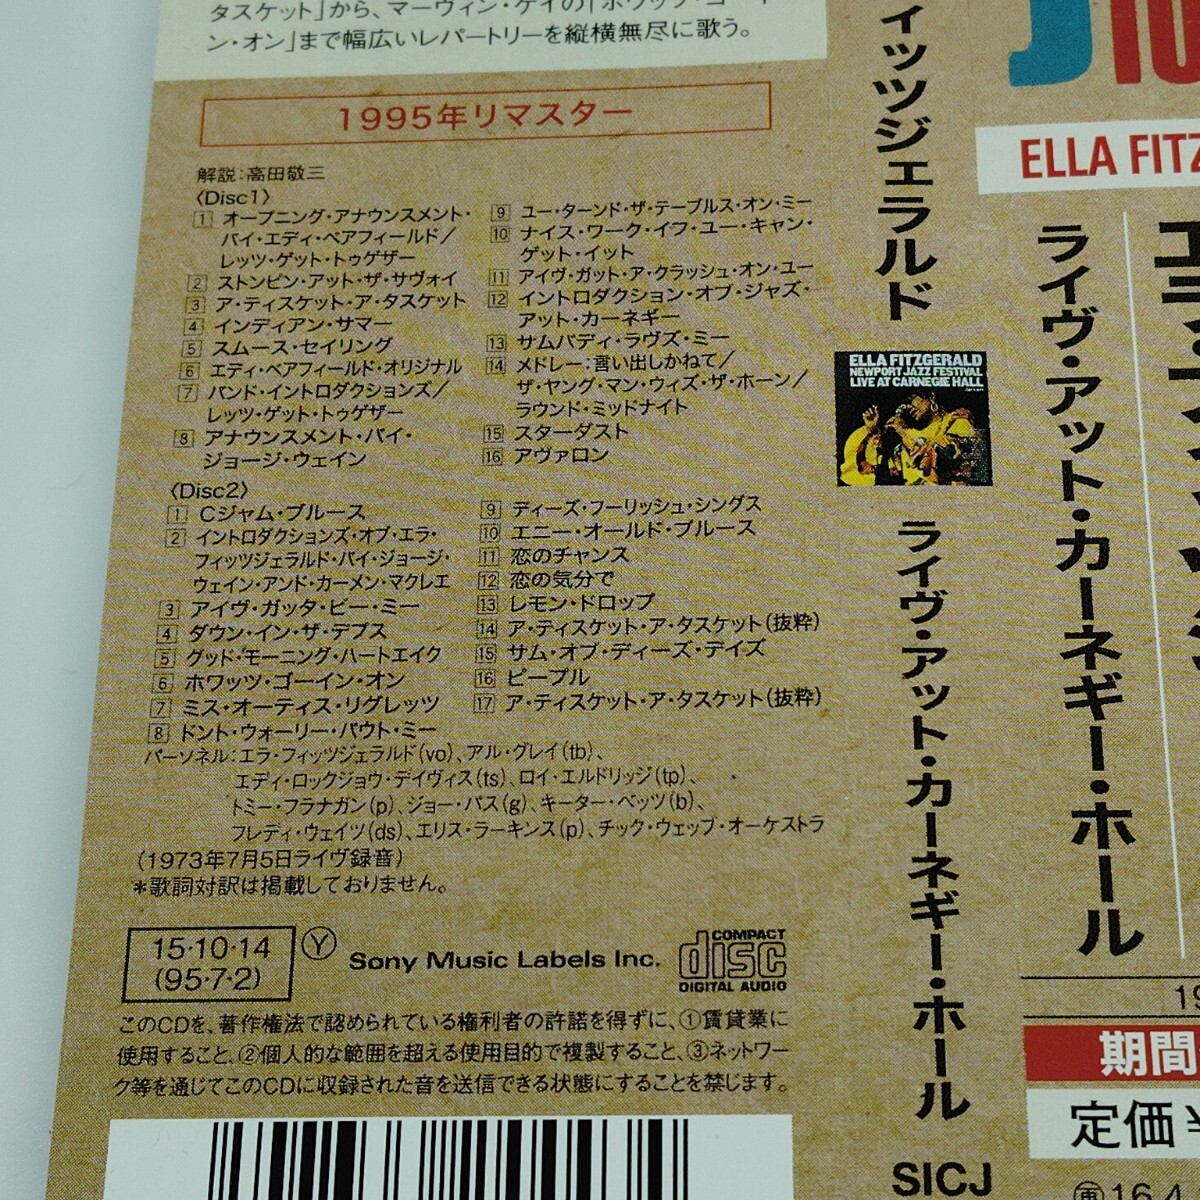 タスケット」から、マーヴィン・ゲイの「ホワッツ・ゴーイ
ン・オン」まで幅広いレパートリーを縦横無尽に歌う。
1995年リマスター
解説：高田敬三
〈Disc1〉
1 オープニング・アナウンスメント・
バイ・エディ・ベアフィールド／
レッツ・ゲット・トゥゲザー
2 ストンピン・アット・ザ・サヴォイ
3 ア・ティスケット・ア・タスケット
4 インディアン・サマー
5 スムース・セイリング
6 エディ・ベアフィールド・オリジナル
7 バンド・イントロダクションズ／
レッツ・ゲット・トゥゲザー
8 アナウンスメント・バイ・
ジョージ・ウェイン
9 ユー・ターンド・ザ・テーブルス・オン・ミー
10 ナイス・ワーク・イフ・ユー・キャン・
ゲット・イット
11 アイヴ・ガット・ア・クラッシュ・オン・ユー
12 イントロダクション・オブ・ジャズ・
アット・カーネギー
13 サムバディ・ラヴズ・ミー
14 メドレー：言い出しかねて／
ザ・ヤング・マン・ウィズ・ザ・ホーン／
ラウンド・ミッドナイト
15 スターダスト
16 アヴァロン
〈Disc2〉
1 Cジャム・ブルース
2 イントロダクションズ・オブ・エラ・
フィッツジェラルド・バイ・ジョージ・
ウェイン・アンド・カーメン・マクレエ
3 アイヴ・ガッタ・ビー・ミー
4 ダウン・イン・ザ・デプス
5 グッド・モーニング・ハートエイク
6 ホワッツ・ゴーイン・オン
7 ミス・オーティス・リグレッツ
8 ドント・ウォーリー・バウト・ミー
9 ディーズ・フーリッシュ・シングス
10 エニー・オールド・ブルース
11 恋のチャンス
12 恋の気分で
13 レモン・ドロップ
14 ア・ティスケット・ア・タスケット（抜粋）
15 サム・オブ・ディーズ・デイズ
16 ピープル
17 ア・ティスケット・ア・タスケット（抜粋）
パーソネル：エラ・フィッツジェラルド（vo）、アル・グレイ（tb）、
エディ・ロックジョウ・デイヴィス（ts）、ロイ・エルドリッジ（tp）、
トミー・フラナガン（p）、ジョー・パス（g）、キーター・ベッツ（b）、
フレディ・ウェイツ（ds）、エリス・ラーキンス（p）、チック・ウェッブ・オーケストラ
（1973年7月5日ライヴ録音）
＊歌詞対訳は掲載しておりません。
15・10・14
(95・7・2)
Ⓨ
Sony Music Labels Inc.
COMPACT
disc
DIGITAL AUDIO
このCDを、著作権法で認められている権利者の許諾を得ずに、①賃貸業に
使用すること、②個人的な範囲を超える使用目的で複製すること、③ネットワー
ク等を通じてこのCDに収録された音を送信できる状態にすることを禁じます。
ィッツジェラルド
ELLA FITZGERALD
NEWPORT JAZZ FESTIVAL
LIVE AT CARNEGIE HALL
ライヴ・アット・カーネギー・ホール
SICJ
ELLA FITZ
ライヴ・アット・カーネギー・ホール
期間
定価¥
16.4